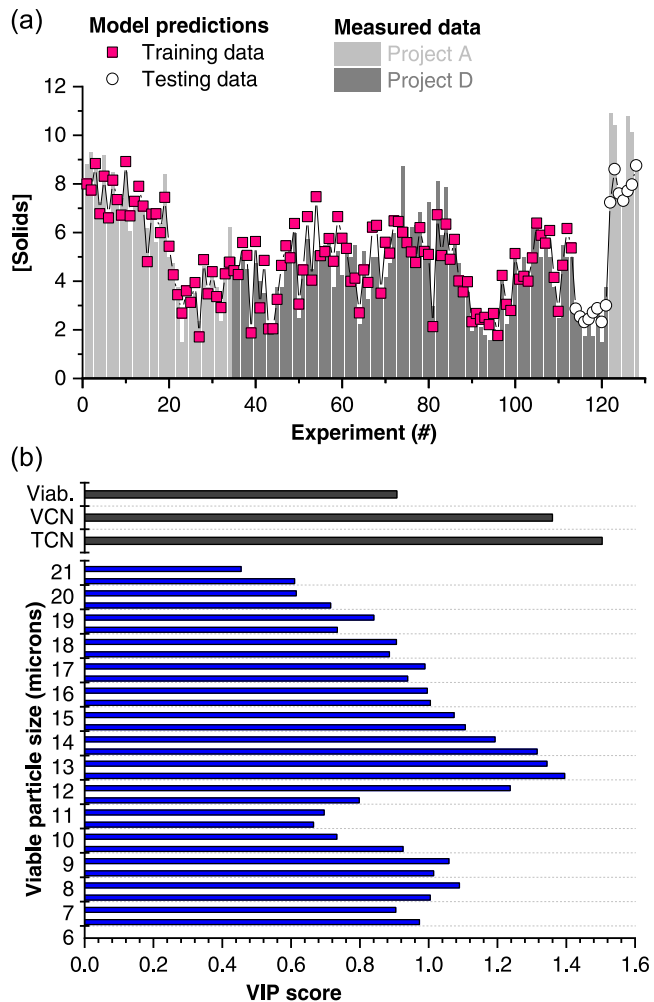 (a)
Model predictions
Training data
Testing data
Measured data
Project A
Project D
12
10
8
6
4
2
0
[Solids]
0 20 40 60 80 100 120
Experiment (#)
(b)
Viab.
VCN
TCN
21
20
19
18
17
16
15
14
13
12
11
10
9
8
7
6
Viable particle size (microns)
0.0 0.2 0.4 0.6 0.8 1.0 1.2 1.4 1.6
VIP score